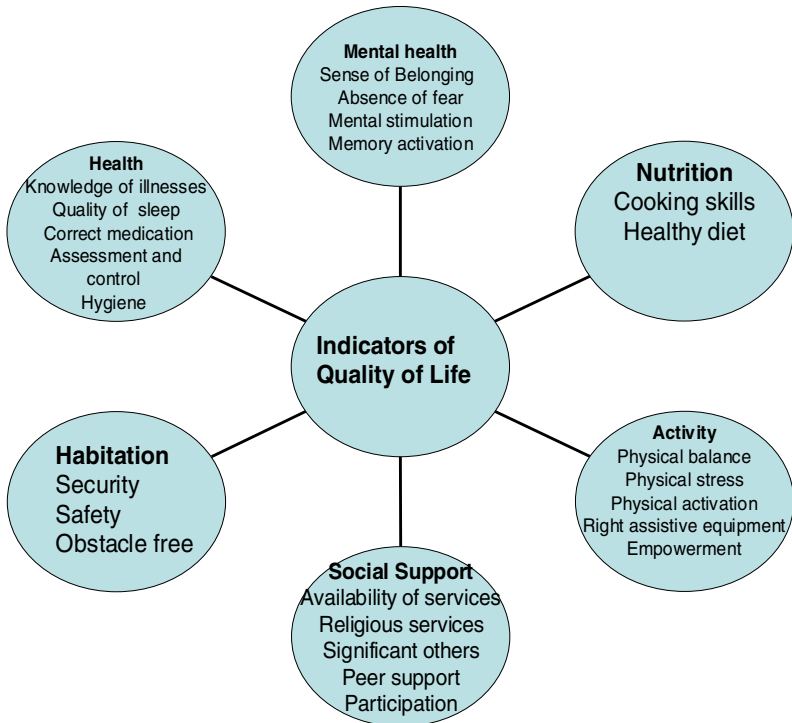 Mental health
Sense of Belonging
Absence of fear
Mental stimulation
Memory activation
Health
Knowledge of illnesses
Quality of sleep
Correct medication
Assessment and
control
Hygiene
Nutrition
Cooking skills
Healthy diet
Indicators of
Quality of Life
Habitation
Security
Safety
Obstacle free
Activity
Physical balance
Physical stress
Physical activation
Right assistive equipment
Empowerment
Social Support
Availability of services
Religious services
Significant others
Peer support
Participation